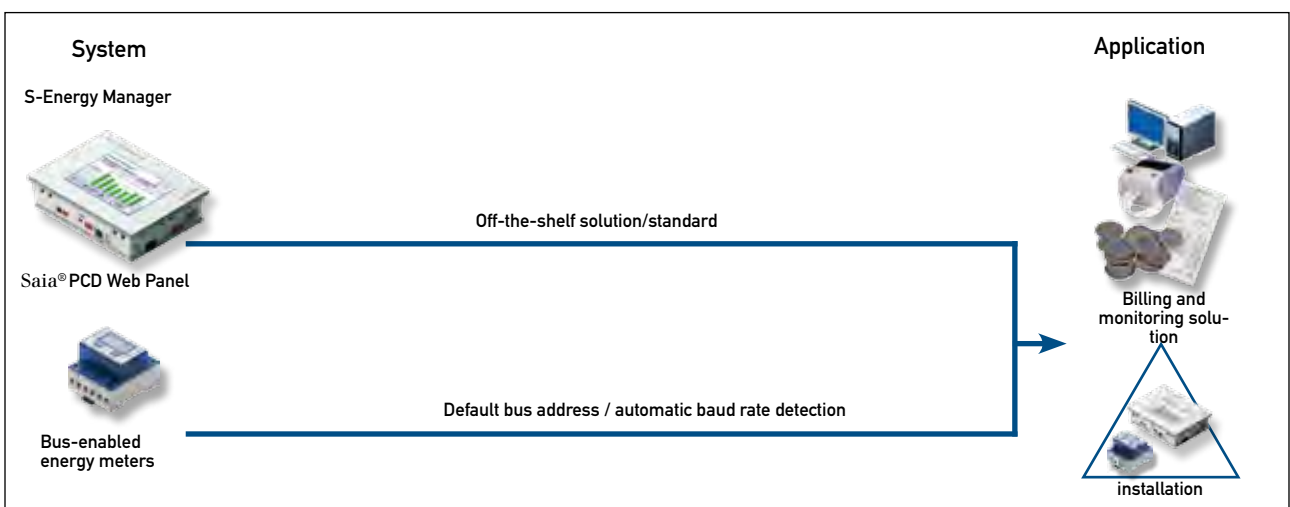 System
Application
S-Energy Manager
Off-the-shelf solution/standard
Saia® PCD Web Panel
Billing and
monitoring solu-
tion
Default bus address / automatic baud rate detection
Bus-enabled
energy meters
installation